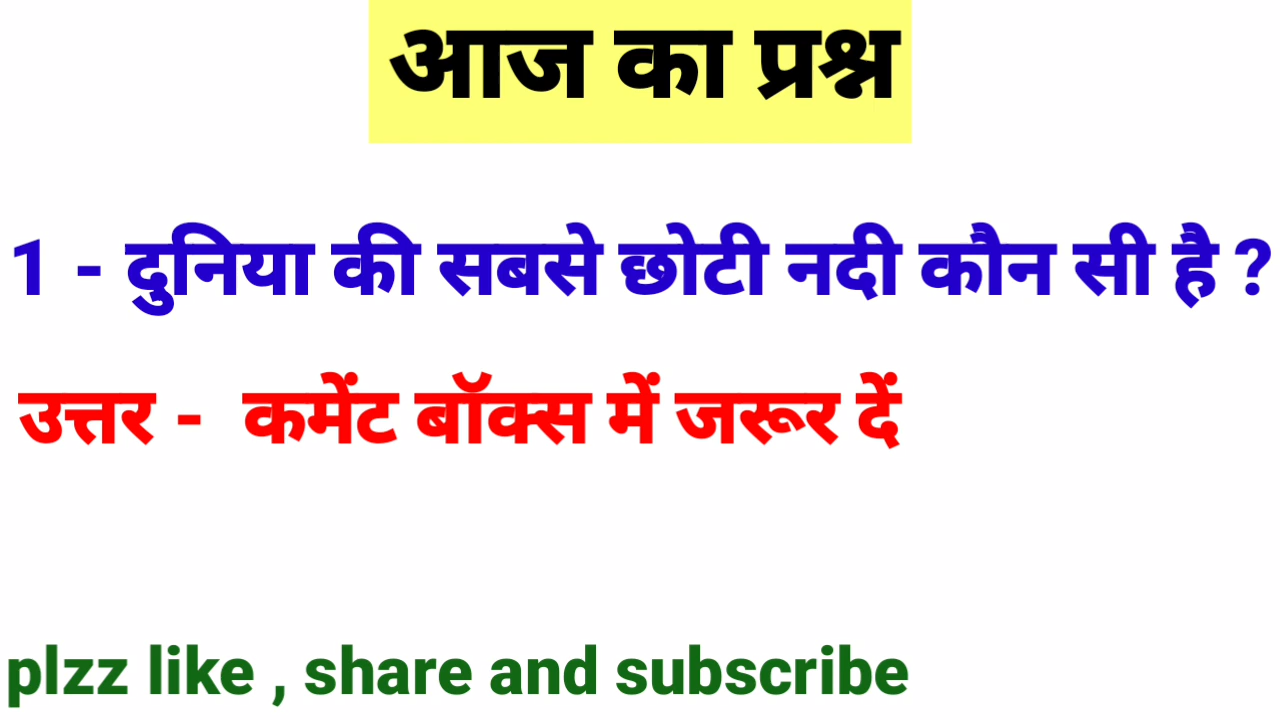 आज का प्रश्न
1 - दुनिया की सबसे छोटी नदी कौन सी है ?
उत्तर - कमेंट बॉक्स में जरूर दें
plzz like , share and subscribe